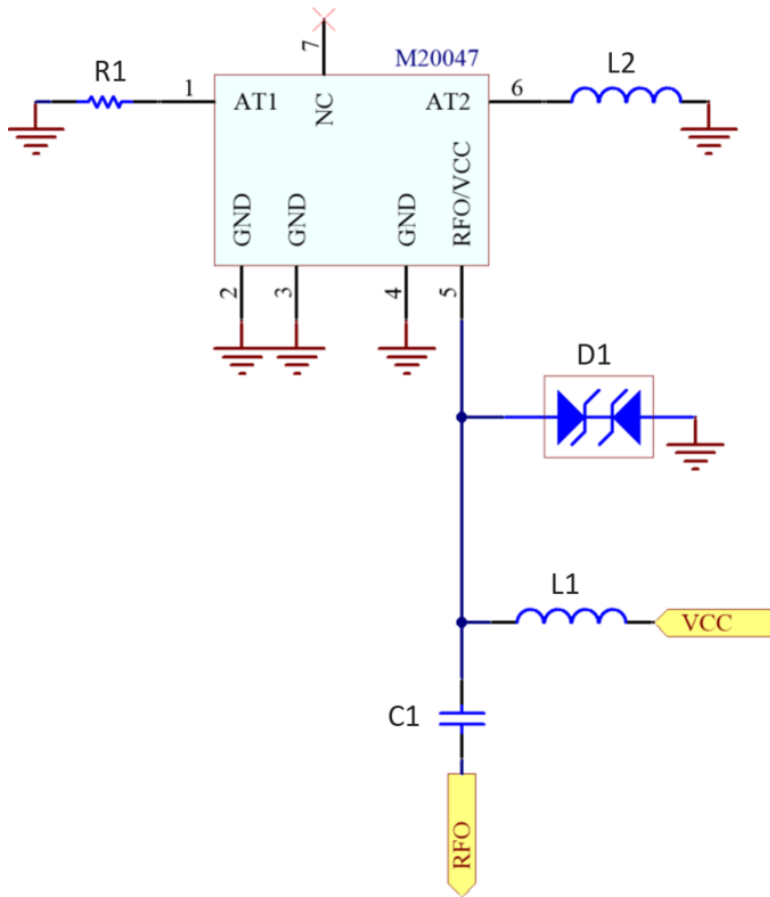 7
M20047
R1
L2
1
AT1
NC
AT2
6
GND
GND
GND
RFO/VCC
2
3
4
5
D1
L1
VCC
C1
RFO